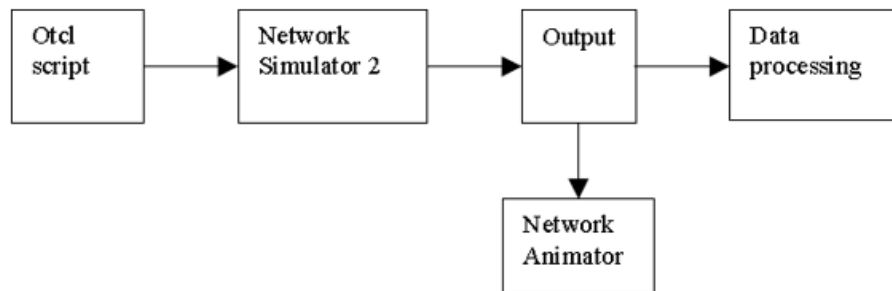 Otcl
script
Network
Simulator 2
Output
Data
processing
Network
Animator